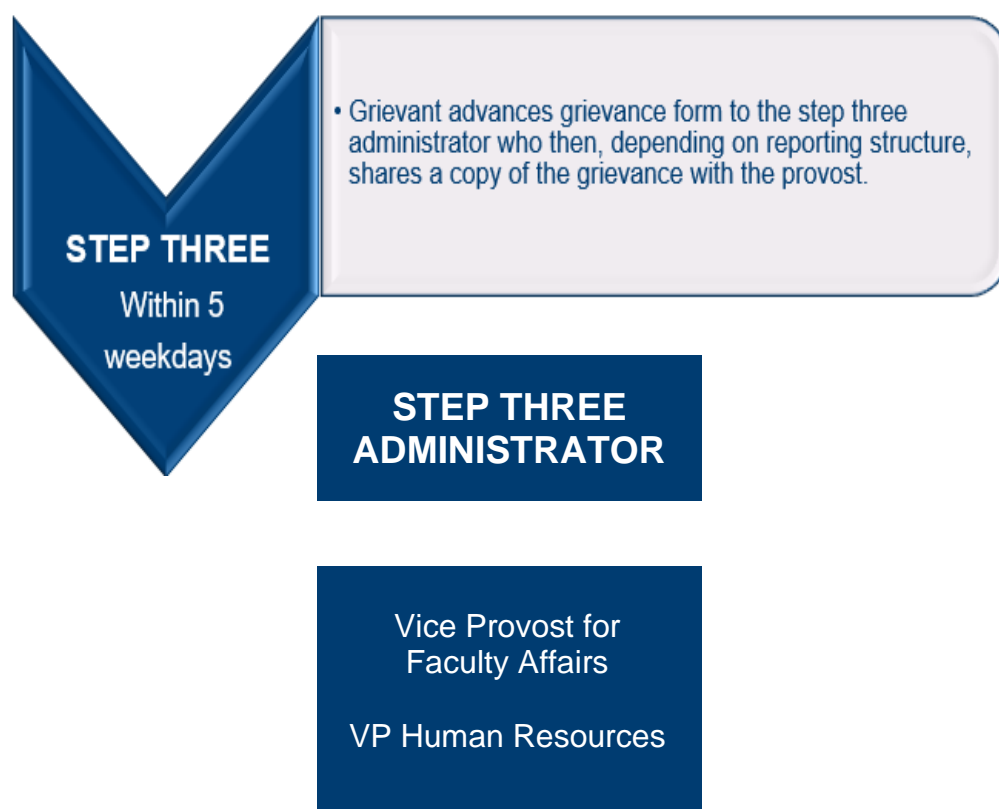 • Grievant advances grievance form to the step three
administrator who then, depending on reporting structure,
shares a copy of the grievance with the provost.
STEP THREE
Within 5
weekdays
STEP THREE
ADMINISTRATOR
Vice Provost for
Faculty Affairs
VP Human Resources